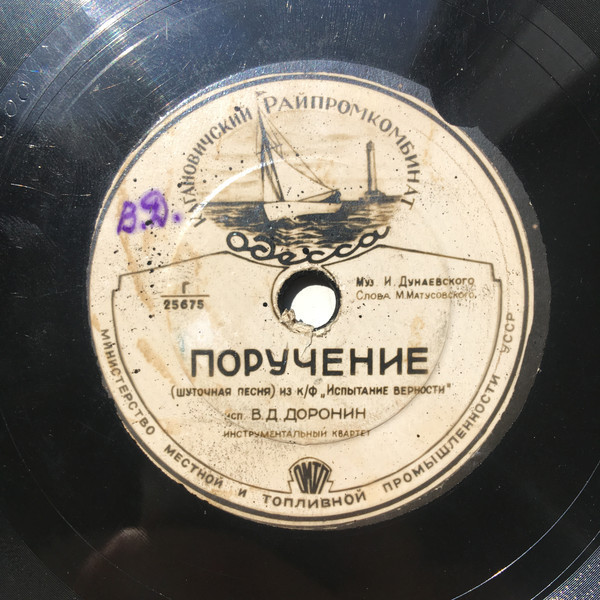 КАГАНОВИЧСКИЙ РАЙПРОМКОМБИНАТ
Одесса
В.Д.
Г
25675
Муз. И. Дунаевского
Слова М. Матусовского.
ПОРУЧЕНИЕ
(ШУТОЧНАЯ ПЕСНЯ) ИЗ К/Ф „ИСПЫТАНИЕ ВЕРНОСТИ"
ИСП. В. Д. ДОРОНИН
ИНСТРУМЕНТАЛЬНЫЙ КВАРТЕТ
МИНИСТЕРСТВО МЕСТНОЙ И ТОПЛИВНОЙ ПРОМЫШЛЕННОСТИ УССР